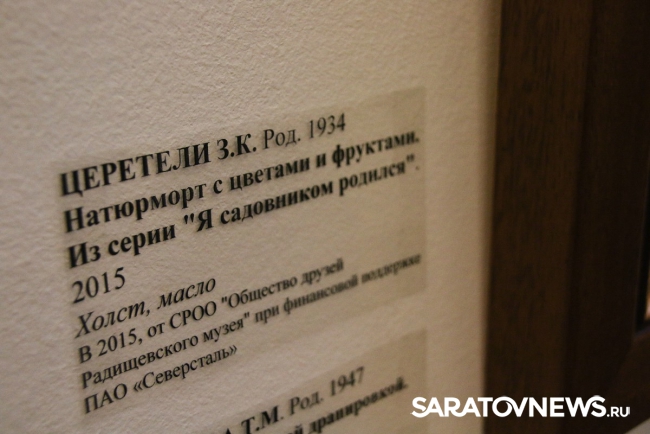 ЦЕРЕТЕЛИ З.К. Род. 1934
Натюрморт с цветами и фруктами.
Из серии "Я садовником родился".
2015
Холст, масло
В 2015, от СРОО "Общество друзей
Радищевского музея" при финансовой поддержке
ПАО «Северсталь»
Т.М. Род. 1947
драпировкой.
SARATOVNEWS.RU